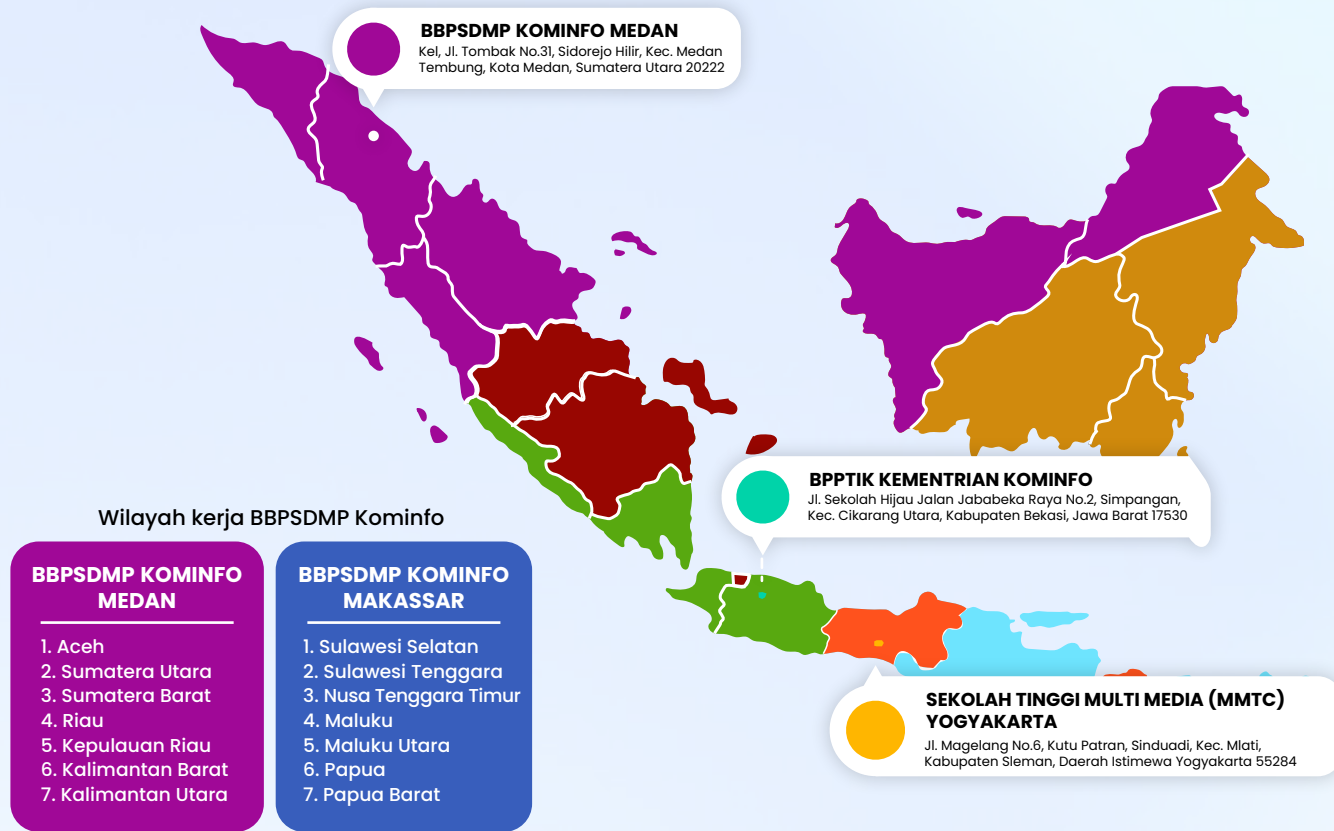 BBPSDMP KOMINFO MEDAN
Kel, Jl. Tombak No.31, Sidorejo Hilir, Kec. Medan
Tembung, Kota Medan, Sumatera Utara 20222
BPPTIK KEMENTRIAN KOMINFO
Jl. Sekolah Hijau Jalan Jababeka Raya No.2, Simpangan,
Kec. Cikarang Utara, Kabupaten Bekasi, Jawa Barat 17530
Wilayah kerja BBPSDMP Kominfo
BBPSDMP KOMINFO
MEDAN
1. Aceh
2. Sumatera Utara
3. Sumatera Barat
4. Riau
5. Kepulauan Riau
6. Kalimantan Barat
7. Kalimantan Utara
BBPSDMP KOMINFO
MAKASSAR
1. Sulawesi Selatan
2. Sulawesi Tenggara
3. Nusa Tenggara Timur
4. Maluku
5. Maluku Utara
6. Papua
7. Papua Barat
SEKOLAH TINGGI MULTI MEDIA (MMTC)
YOGYAKARTA
Jl. Magelang No.6, Kutu Patran, Sinduadi, Kec. Mlati,
Kabupaten Sleman, Daerah Istimewa Yogyakarta 55284